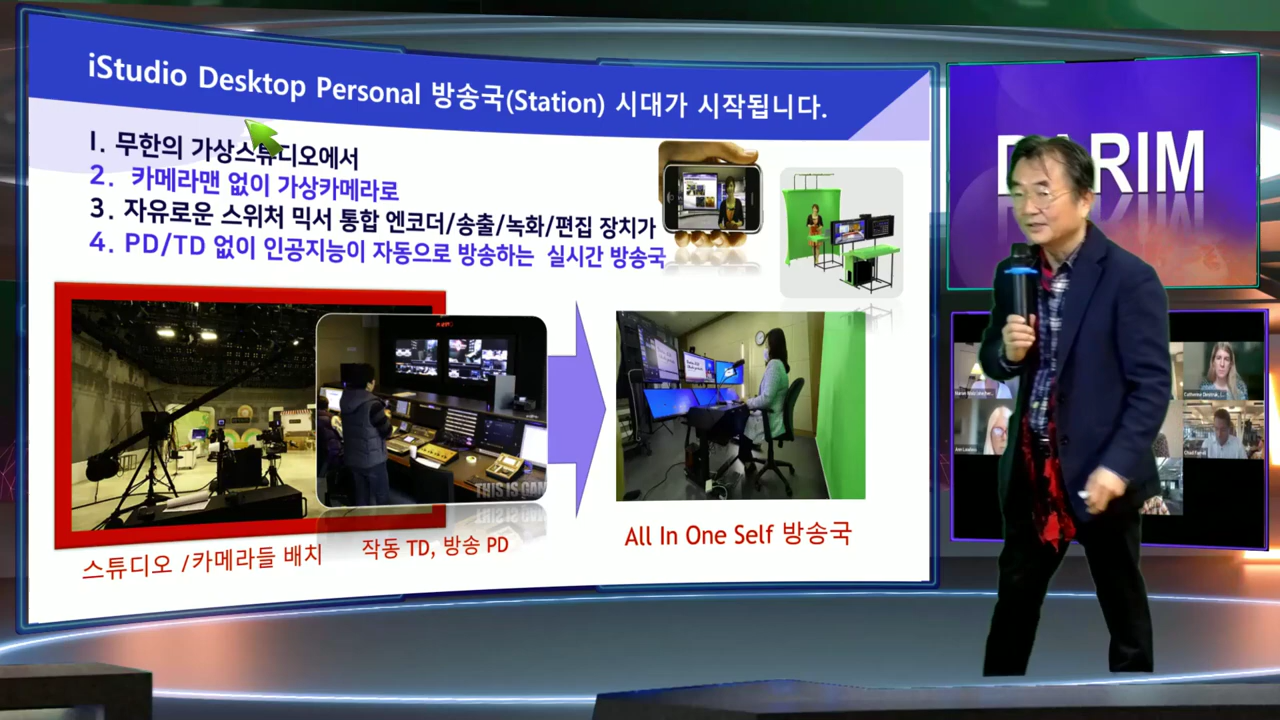 iStudio Desktop Personal 방송국(Station) 시대가 시작됩니다.
1. 무한의 가상스튜디오에서
2. 카메라맨 없이 가상카메라로
3. 자유로운 스위처 믹서 통합 엔코더/송출/녹화/편집 장치가
4. PD/TD 없이 인공지능이 자동으로 방송하는 실시간 방송국
THIS IS GAN
스튜디오 /카메라들 배치
작동 TD, 방송 PD
All In One Self 방송국
DARIM